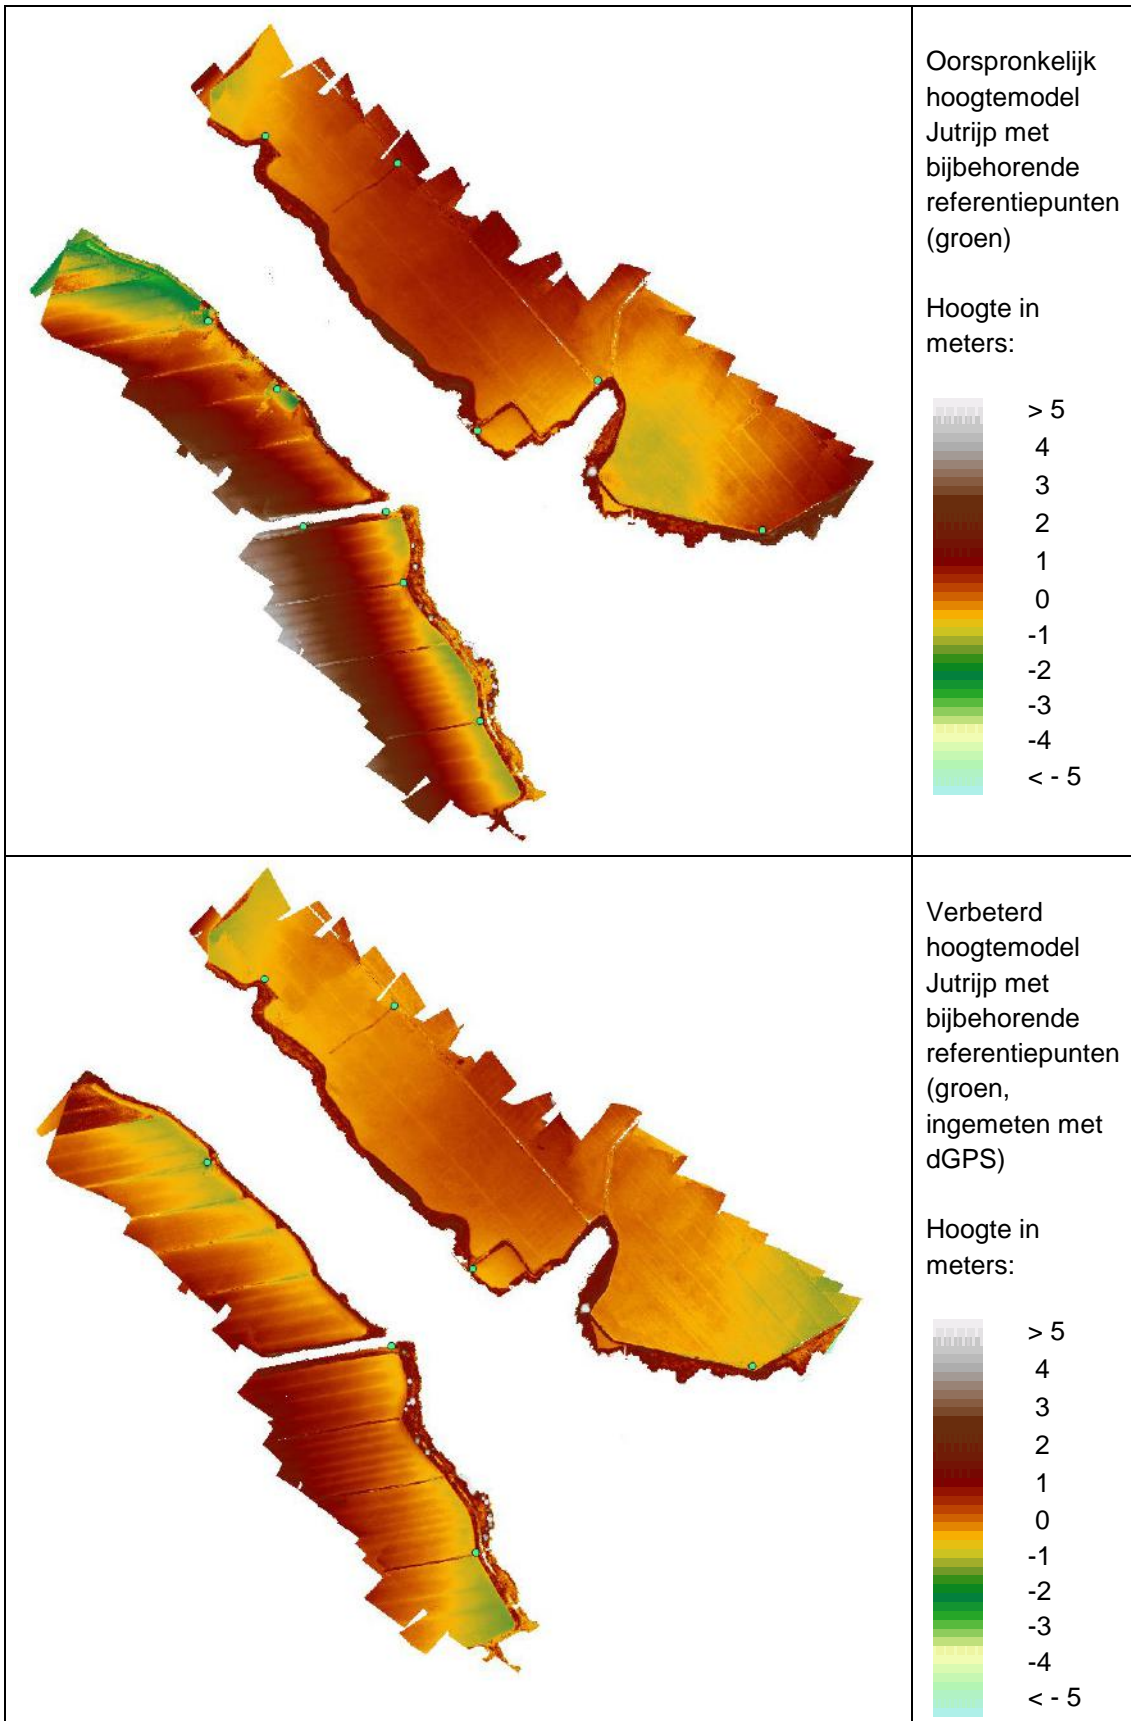 Oorspronkelijk
hoogtemodel
Jutrijp met
bijbehorende
referentiepunten
(groen)
Hoogte in
meters:
> 5
4
3
2
1
0
-1
-2
-3
-4
< - 5
Verbeterd
hoogtemodel
Jutrijp met
bijbehorende
referentiepunten
(groen,
ingemeten met
dGPS)
Hoogte in
meters:
> 5
4
3
2
1
0
-1
-2
-3
-4
< - 5